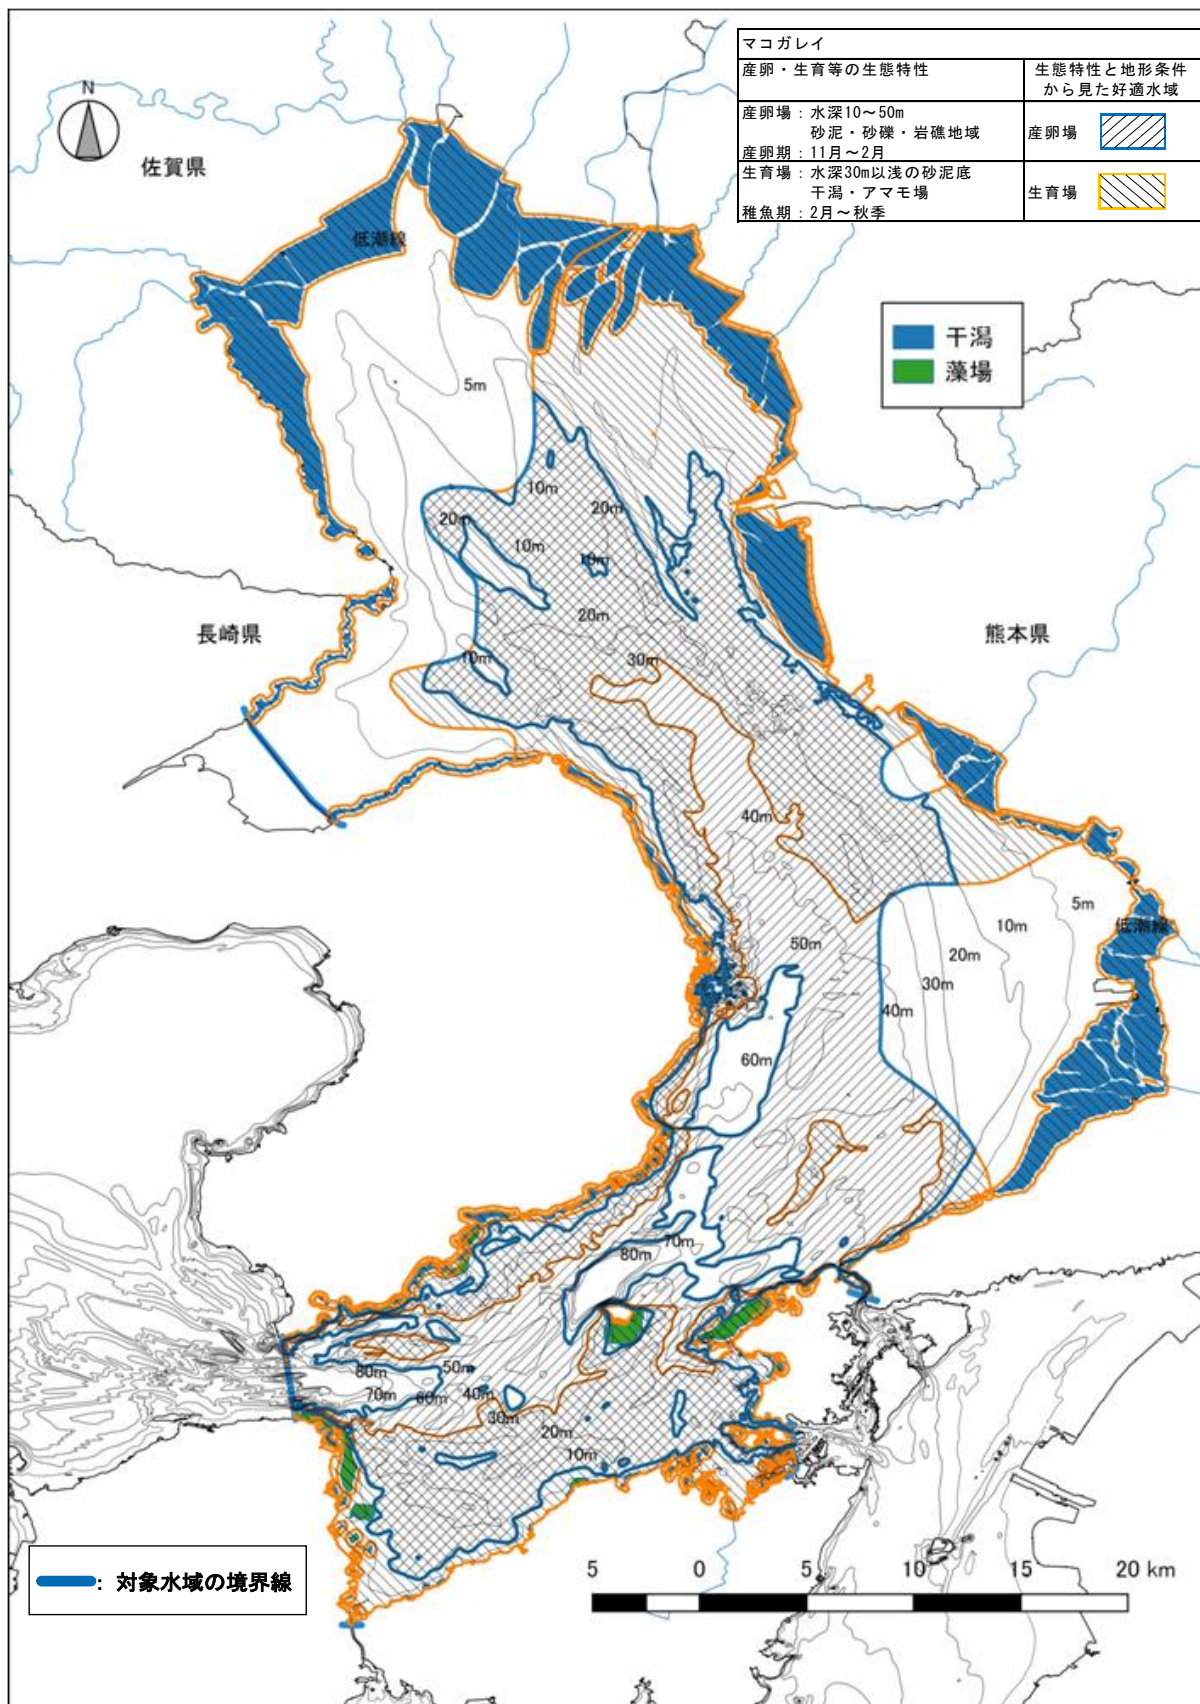 マコガレイ
産卵・生育等の生態特性
生態特性と地形条件
から見た好適水域
産卵場：水深10～50m
砂泥・砂礫・岩礁地域
産卵期：11月～2月
産卵場
生育場：水深30m以浅の砂泥底
干潟・アマモ場
稚魚期：2月～秋季
生育場
N
佐賀県
低潮線
干潟
藻場
5m
10m
20m
20m
10m
10m
20m
長崎県
熊本県
10m
30m
40m
5m
10m
低潮線
50m
20m
30m
40m
60m
70m
80m
80m
50m
70m
60m
40m
30m
20m
10m
：対象水域の境界線
5 0 5 10 15 20 km